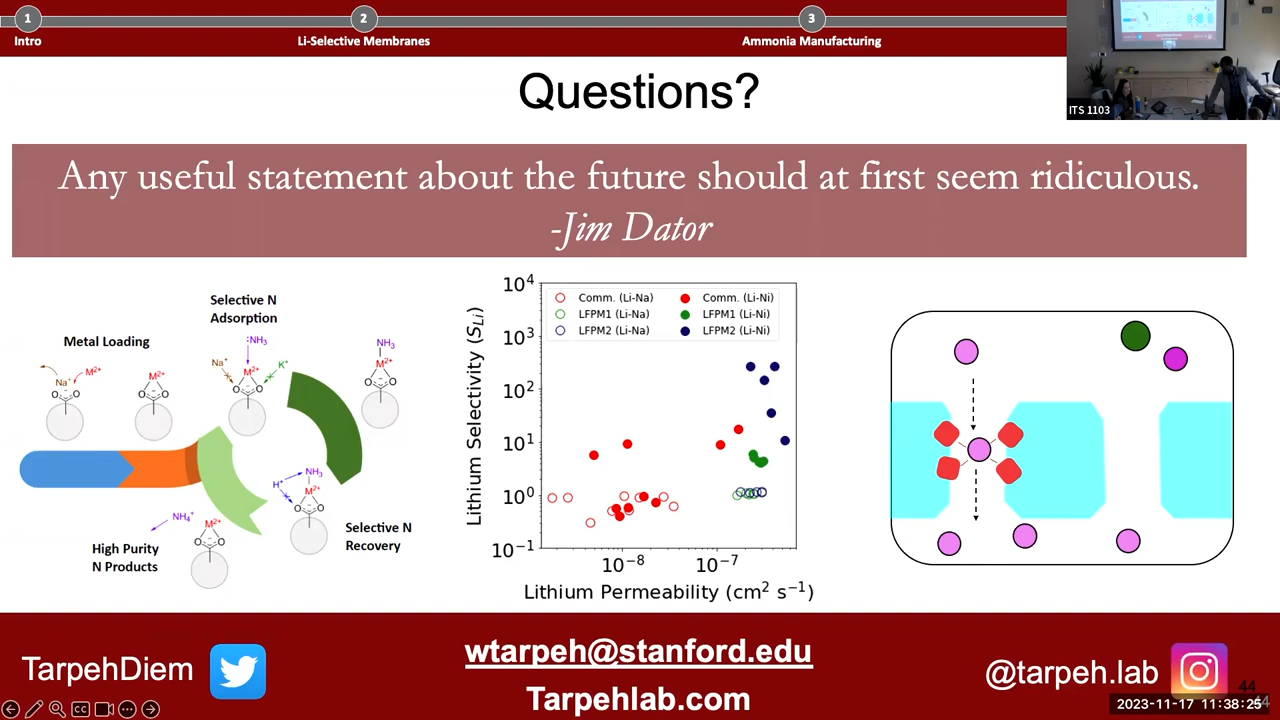 1
2
3
Intro
Li-Selective Membranes
Ammonia Manufacturing
ITS 1103
Questions?
Any useful statement about the future should at first seem ridiculous.
-Jim Dator
Metal Loading
Selective N
Adsorption
Na⁺
M²⁺
M²⁺
:NH₃
Na⁺
K⁺
M²⁺
NH₃
M²⁺
NH₃
H⁺
M²⁺
NH₄⁺
M²⁺
Selective N
Recovery
High Purity
N Products
Lithium Selectivity (S_Li)
10⁴
10³
10²
10¹
10⁰
10⁻¹
Comm. (Li-Na)
Comm. (Li-Ni)
LFPM1 (Li-Na)
LFPM1 (Li-Ni)
LFPM2 (Li-Na)
LFPM2 (Li-Ni)
10⁻⁸
10⁻⁷
Lithium Permeability (cm² s⁻¹)
TarpehDiem
wtarpeh@stanford.edu
Tarpehlab.com
@tarpeh.lab
44
2023-11-17 11:38:25
CC